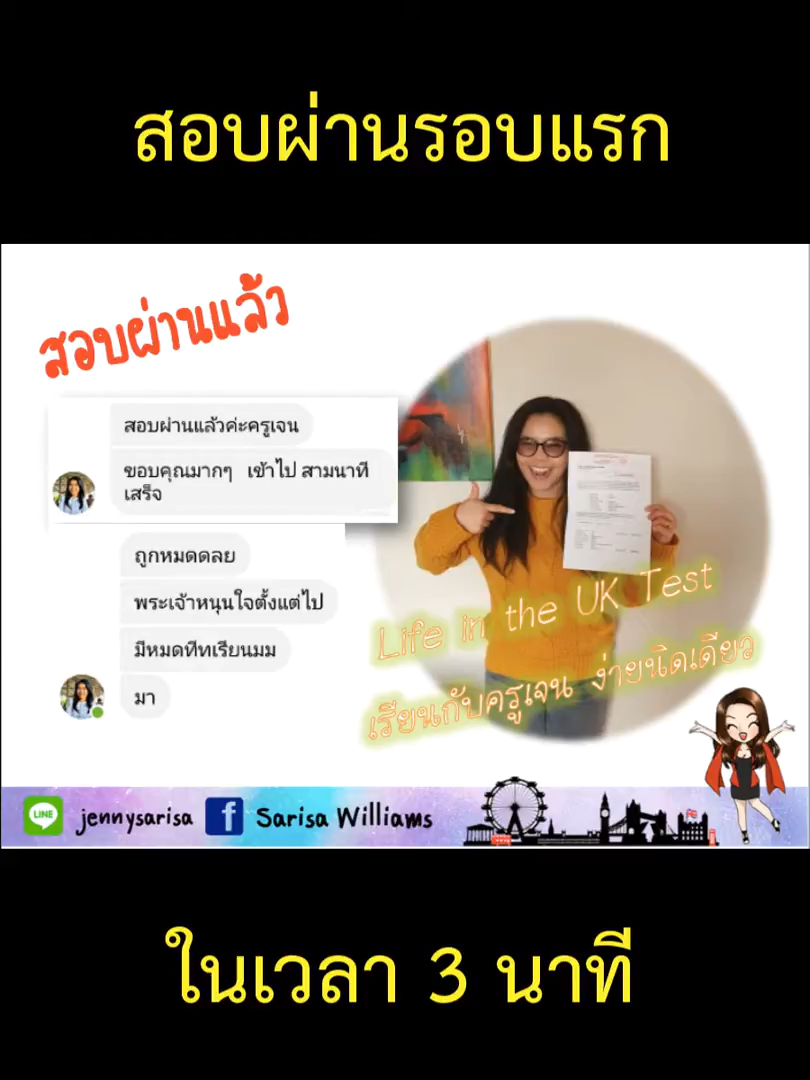 สอบผ่านรอบแรก
สอบผ่านแล้ว
สอบผ่านแล้วค่ะครูเจน
ขอบคุณมากๆ เข้าไป สามนาที
เสร็จ
ถูกหมดดลย
พระเจ้าหนุนใจตั้งแต่ไป
มีหมดทีทเรียนมม
มา
Life in the UK Test
เรียนกับครูเจน ง่ายนิดเดียว
LINE jennysarisa f Sarisa Williams
ในเวลา 3 นาที